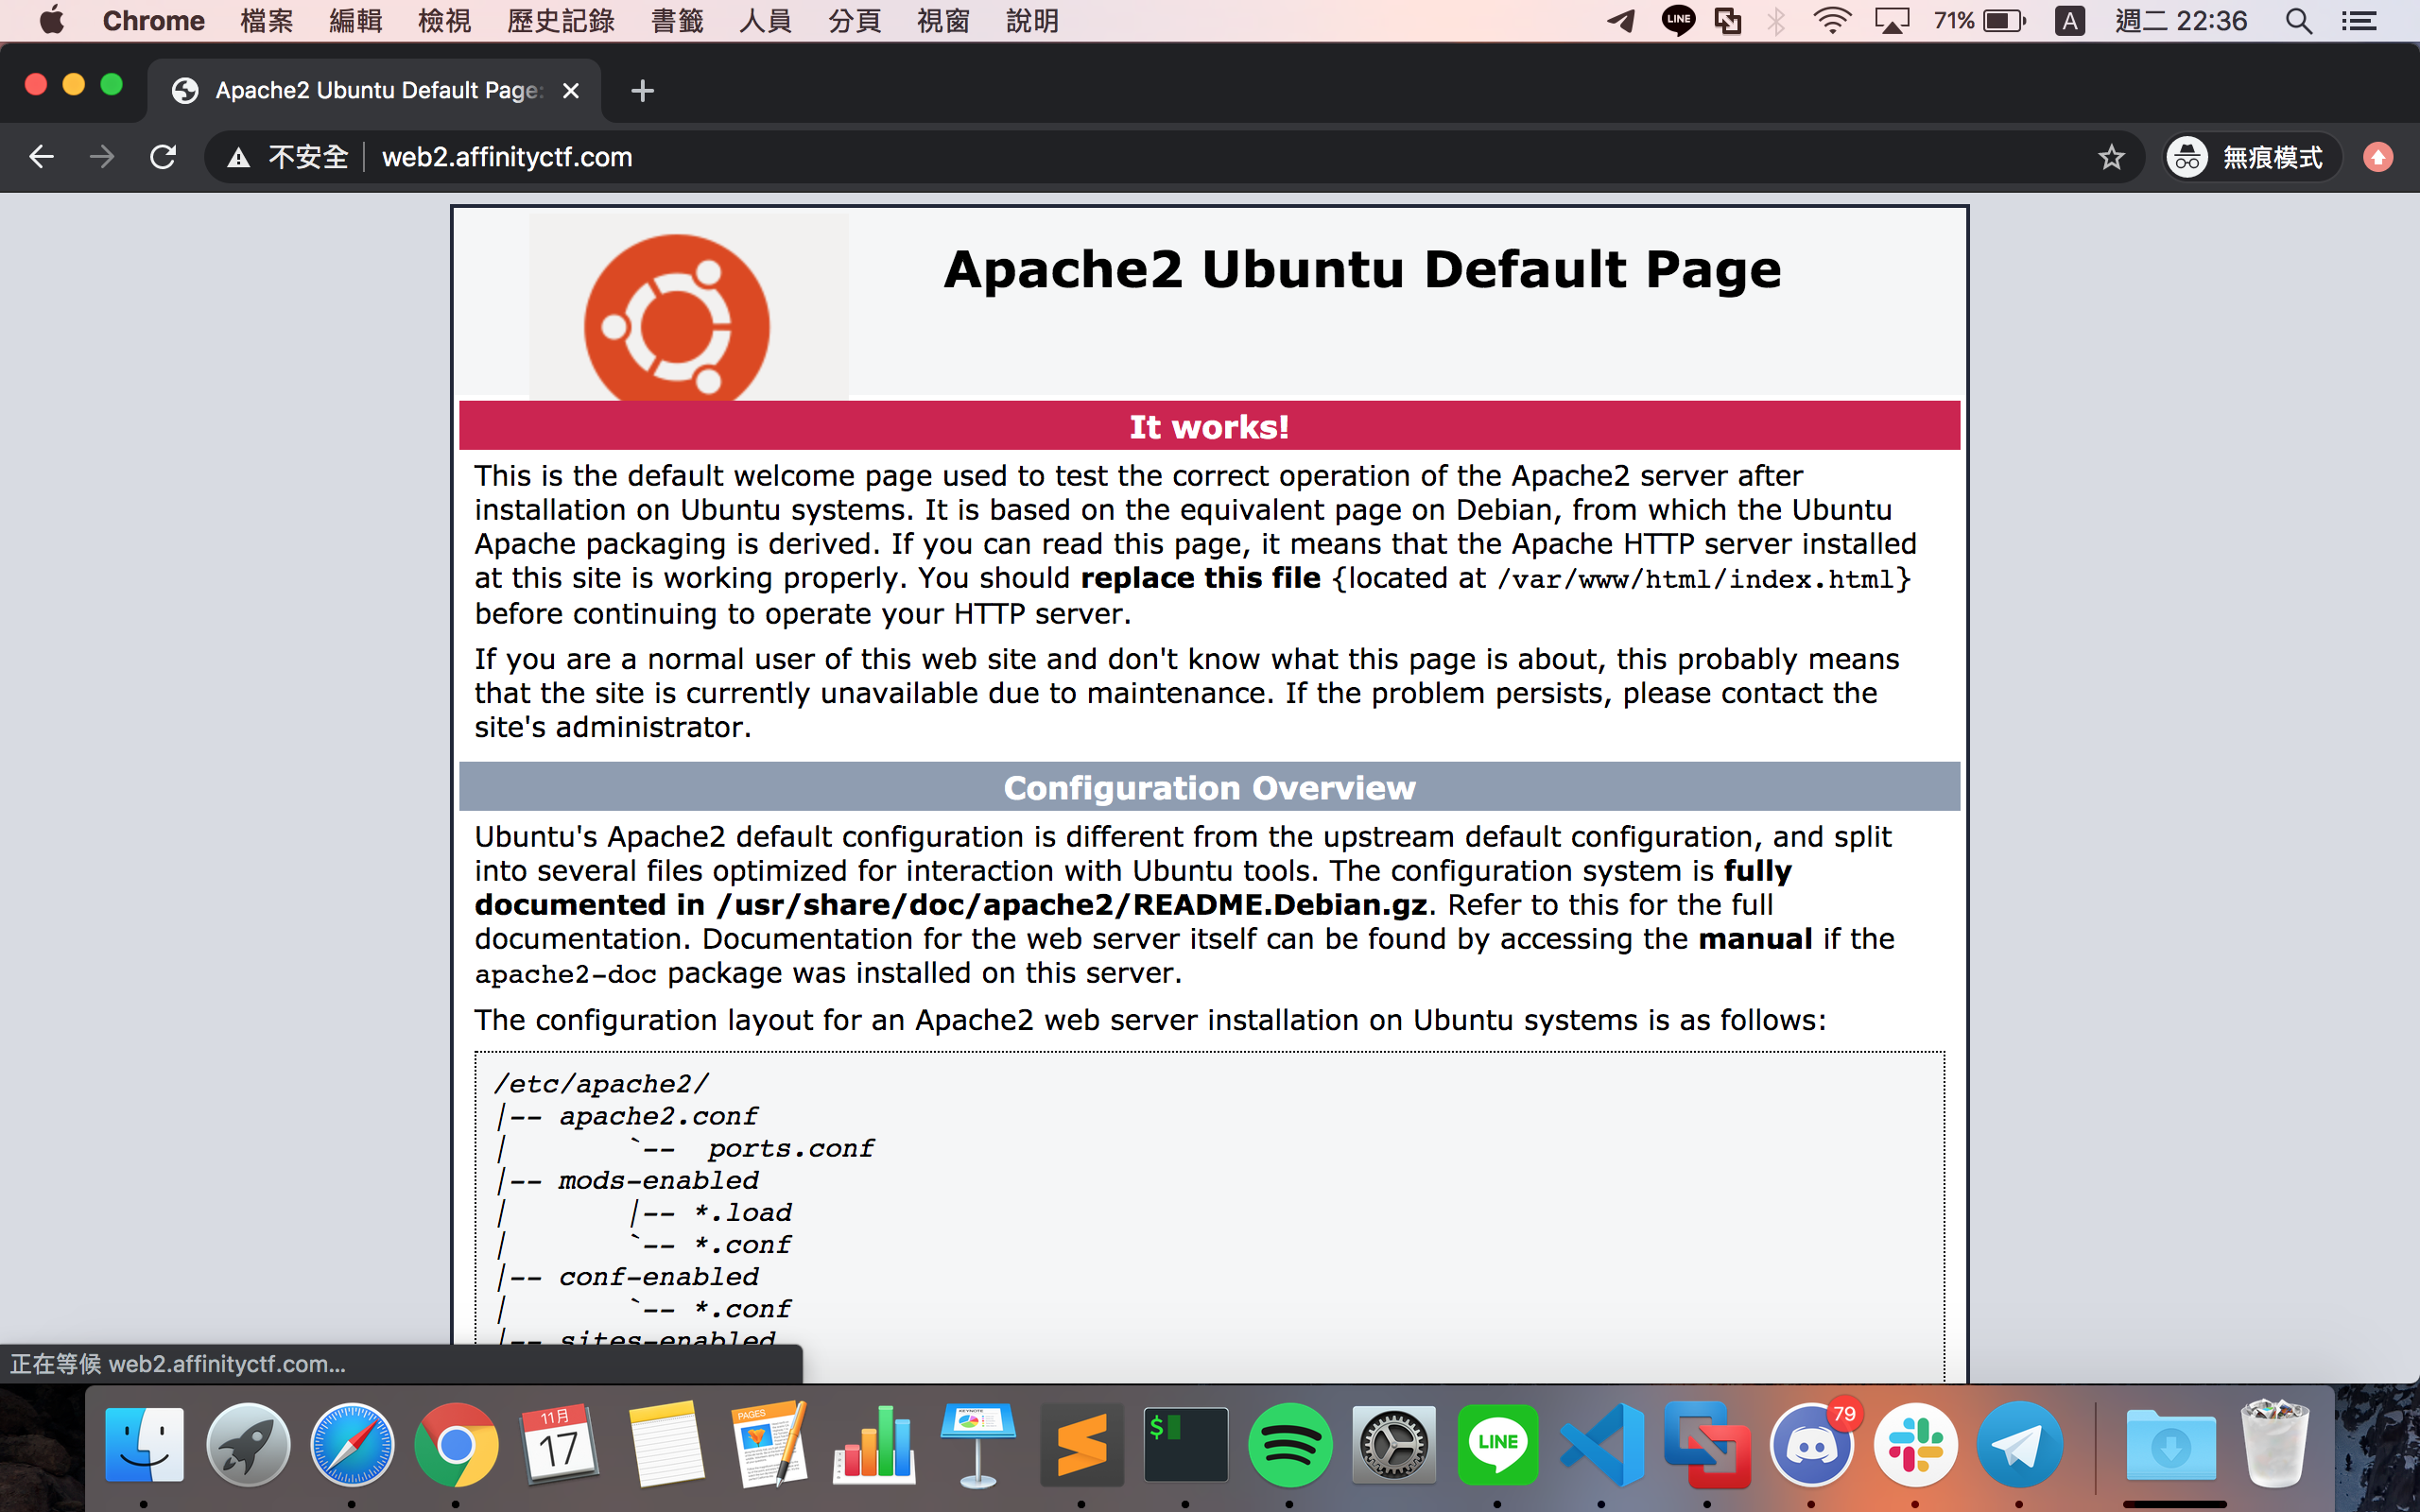 Chrome 檔案 編輯 檢視 歷史記錄 書籤 人員 分頁 視窗 說明 LINE 71% A 週二 22:36
Apache2 Ubuntu Default Page:
不安全 web2.affinityctf.com 無痕模式
Apache2 Ubuntu Default Page
It works!
This is the default welcome page used to test the correct operation of the Apache2 server after
installation on Ubuntu systems. It is based on the equivalent page on Debian, from which the Ubuntu
Apache packaging is derived. If you can read this page, it means that the Apache HTTP server installed
at this site is working properly. You should replace this file {located at /var/www/html/index.html}
before continuing to operate your HTTP server.
If you are a normal user of this web site and don't know what this page is about, this probably means
that the site is currently unavailable due to maintenance. If the problem persists, please contact the
site's administrator.
Configuration Overview
Ubuntu's Apache2 default configuration is different from the upstream default configuration, and split
into several files optimized for interaction with Ubuntu tools. The configuration system is fully
documented in /usr/share/doc/apache2/README.Debian.gz. Refer to this for the full
documentation. Documentation for the web server itself can be found by accessing the manual if the
apache2-doc package was installed on this server.
The configuration layout for an Apache2 web server installation on Ubuntu systems is as follows:
/etc/apache2/
|-- apache2.conf
|       `--  ports.conf
|-- mods-enabled
|       |-- *.load
|       `-- *.conf
|-- conf-enabled
|       `-- *.conf
|-- sites-enabled
正在等候 web2.affinityctf.com...
11月
17
PAGES
KEYNOTE
$
LINE
79